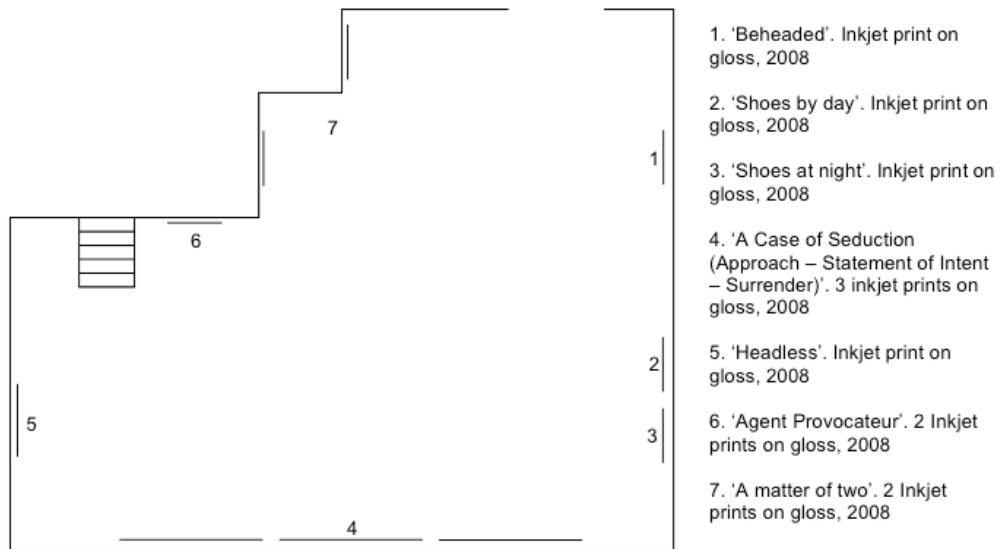 7
1
6
2
5
3
4
1. ‘Beheaded’. Inkjet print on
gloss, 2008
2. ‘Shoes by day’. Inkjet print on
gloss, 2008
3. ‘Shoes at night’. Inkjet print on
gloss, 2008
4. ‘A Case of Seduction
(Approach – Statement of Intent
– Surrender)’. 3 inkjet prints on
gloss, 2008
5. ‘Headless’. Inkjet print on
gloss, 2008
6. ‘Agent Provocateur’. 2 Inkjet
prints on gloss, 2008
7. ‘A matter of two’. 2 Inkjet
prints on gloss, 2008